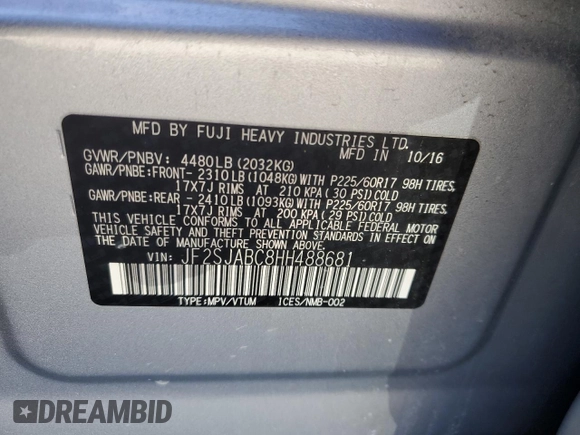 MFD BY FUJI HEAVY INDUSTRIES LTD.
GVWR/PNBV: 4480LB (2032KG) MFD IN 10/16
GAWR/PNBE:FRONT- 2310LB (1048KG) WITH P225/60R17 98H TIRES,
17X7J RIMS AT 210 KPA ( 30 PSI) COLD
GAWR/PNBE:REAR - 2410LB (1093KG) WITH P225/60R17 98H TIRES,
17X7J RIMS AT 200 KPA ( 29 PSI) COLD
THIS VEHICLE CONFORMS TO ALL APPLICABLE FEDERAL MOTOR
VEHICLE SAFETY AND BUMPER STANDARDS IN EFFECT
ON THE DATE OF MANUFACTURE SHOWN ABOVE.
VIN: JF2SJABC8HH488681
TYPE:MPV/VTUM ICES/NMB-002
DREAMBID